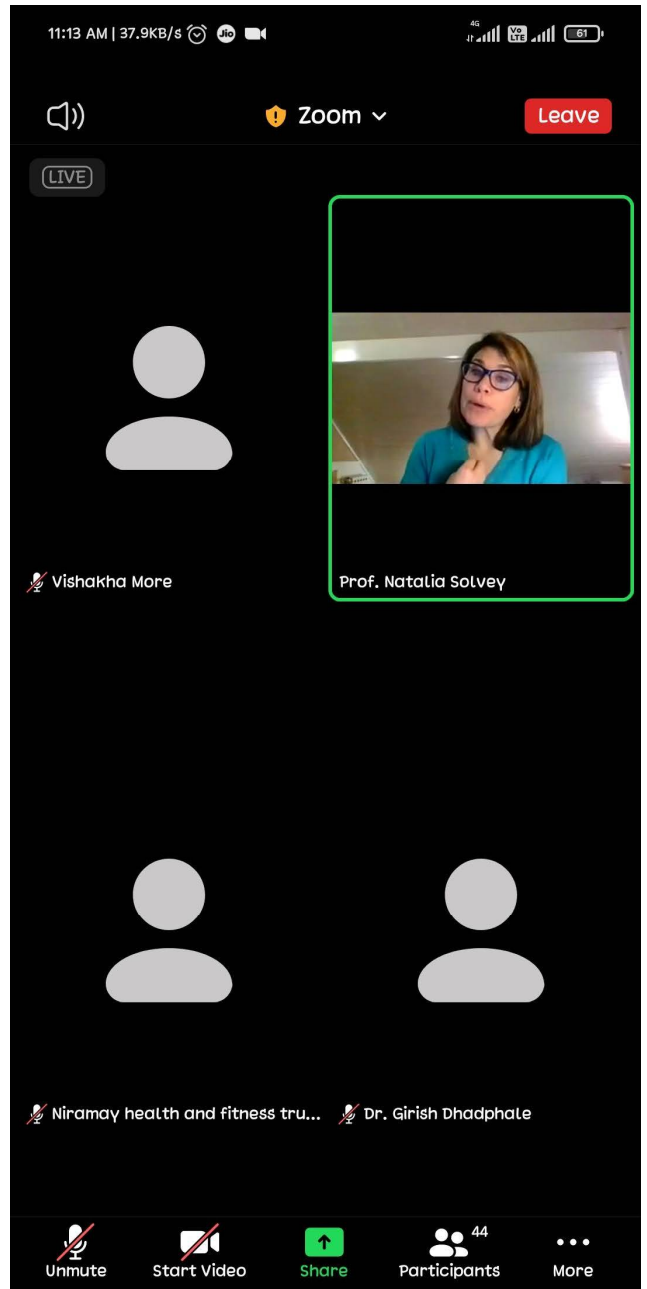 11:13 AM | 37.9KB/s Jio 4G Vo LTE 61
Zoom Leave
LIVE
Vishakha More
Prof. Natalia Solvey
Niramay health and fitness tru...
Dr. Girish Dhadphale
44
Unmute Start Video Share Participants More